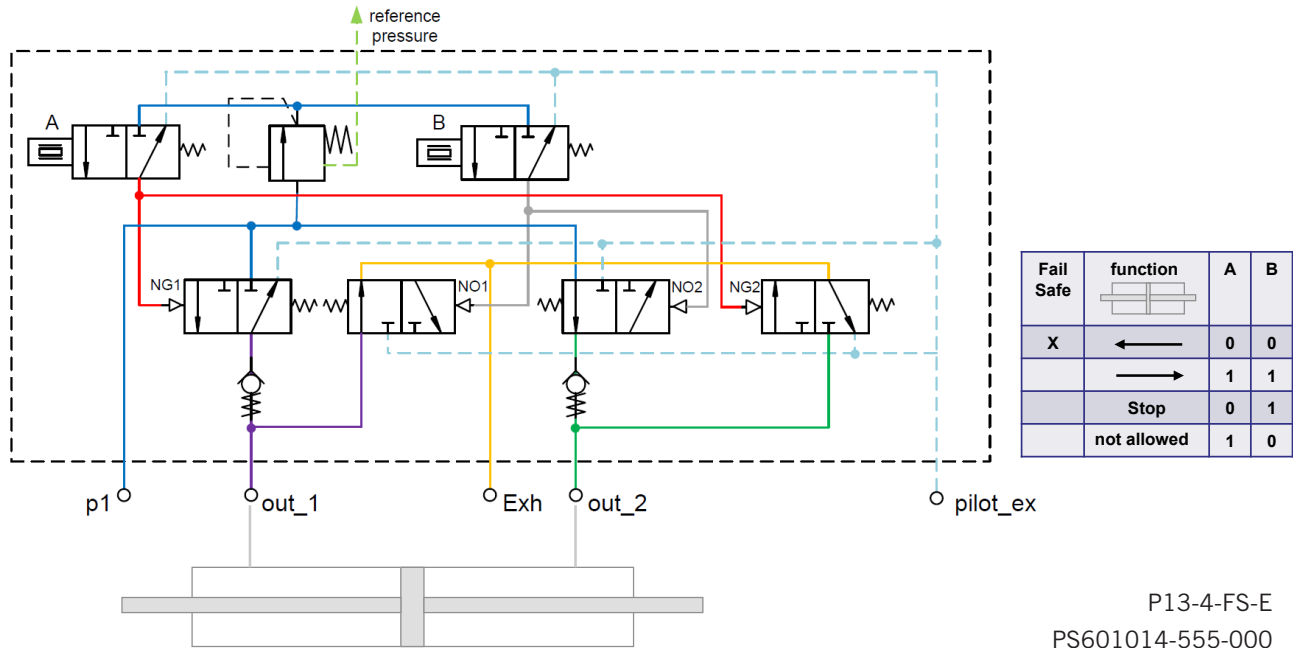 reference
pressure
A
B
NG1
NO1
NO2
NG2
p1
out_1
Exh
out_2
pilot_ex
Fail
Safe
function
A
B
X
0
0
1
1
Stop
0
1
not allowed
1
0
P13-4-FS-E
PS601014-555-000